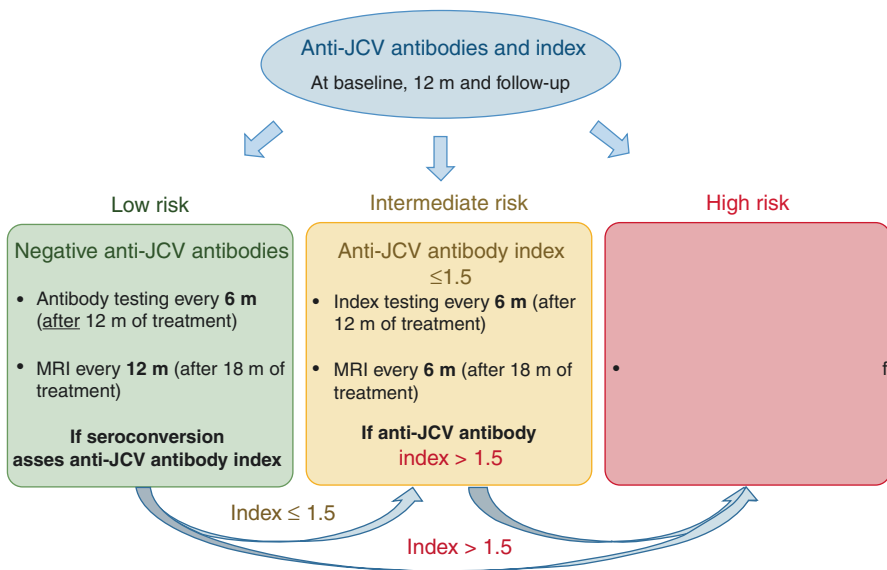 Anti-JCV antibodies and index
At baseline, 12 m and follow-up
Low risk
Negative anti-JCV antibodies
• Antibody testing every 6 m
(after 12 m of treatment)
• MRI every 12 m (after 18 m of
treatment)
If seroconversion
asses anti-JCV antibody index
Intermediate risk
Anti-JCV antibody index
≤1.5
• Index testing every 6 m (after
12 m of treatment)
• MRI every 6 m (after 18 m of
treatment)
If anti-JCV antibody
index > 1.5
High risk
• f
Index ≤ 1.5
Index > 1.5